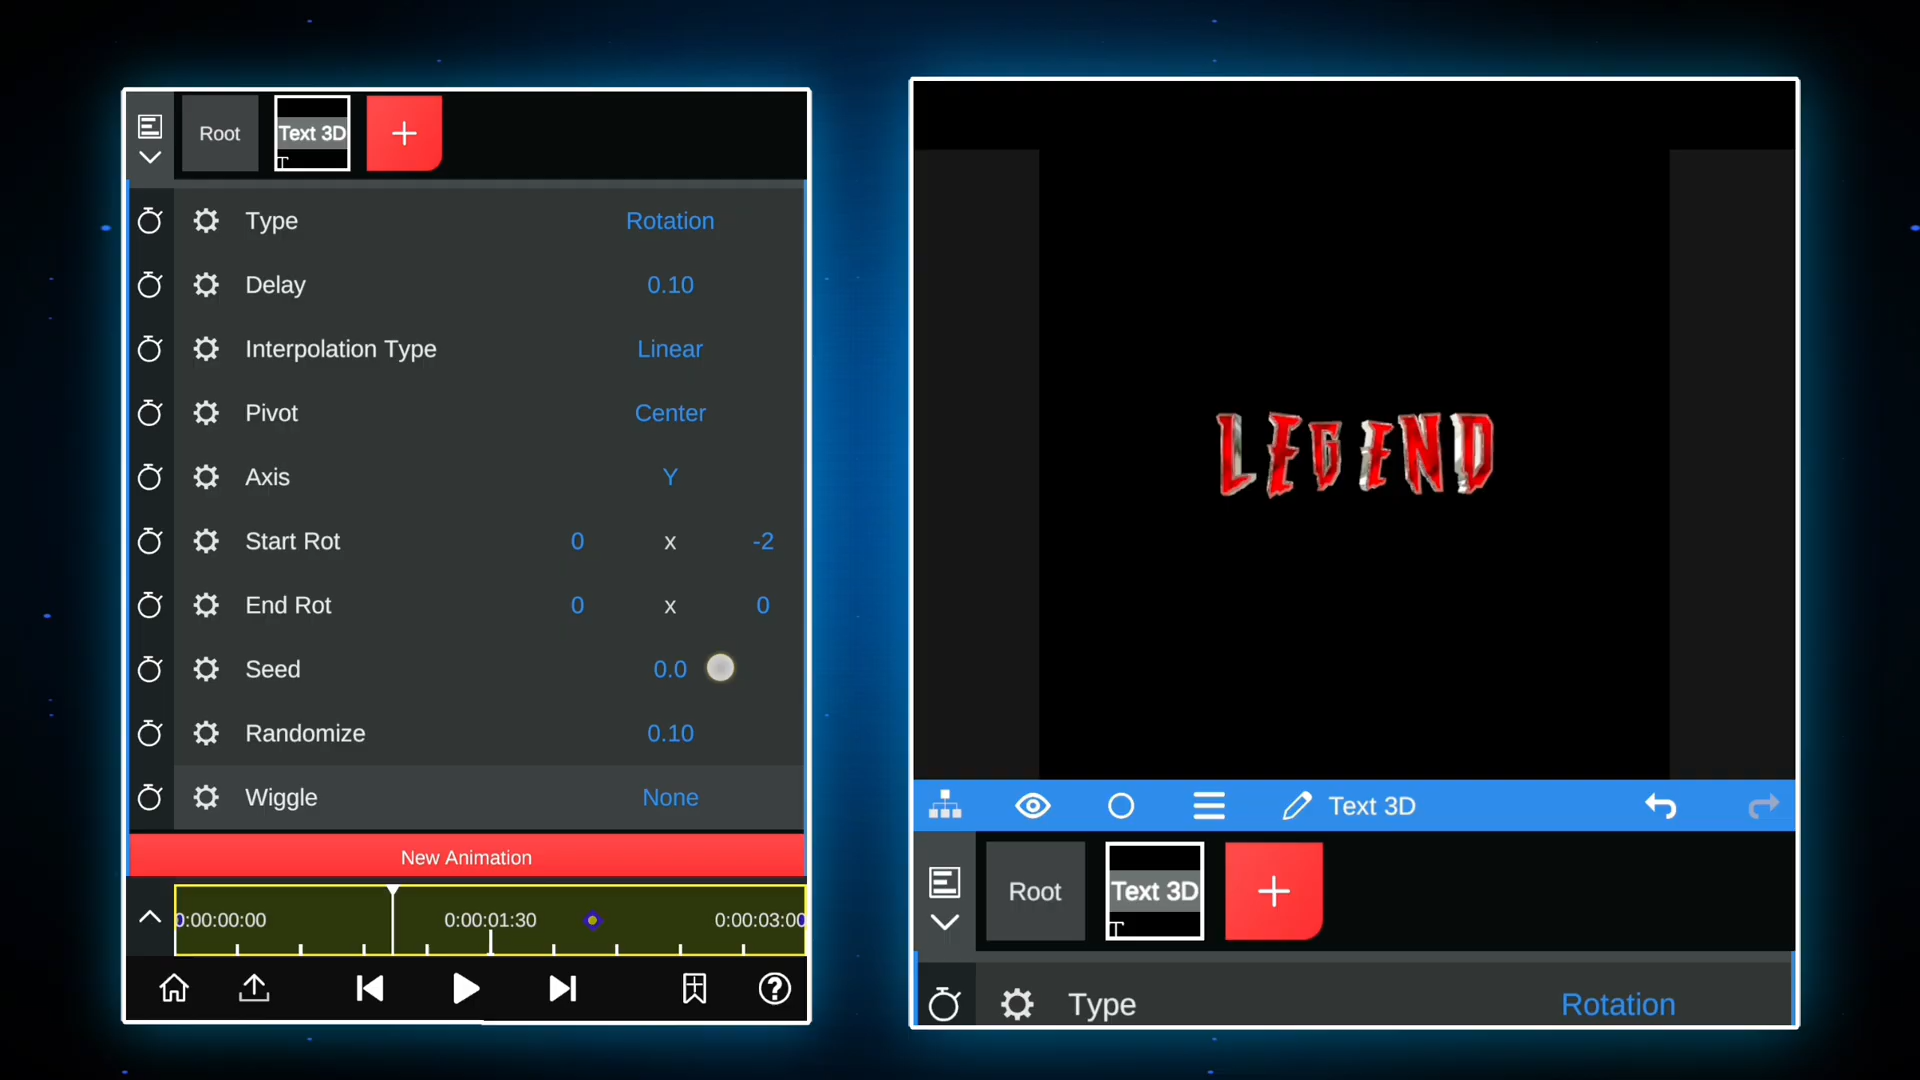 Root
Text 3D
+
T
Type Rotation
Delay 0.10
Interpolation Type Linear
Pivot Center
Axis Y
Start Rot 0 x -2
End Rot 0 x 0
Seed 0.0
Randomize 0.10
Wiggle None
New Animation
0:00:00:00 0:00:01:30 0:00:03:00
LEGEND
Text 3D
Root
Text 3D
+
T
Type Rotation